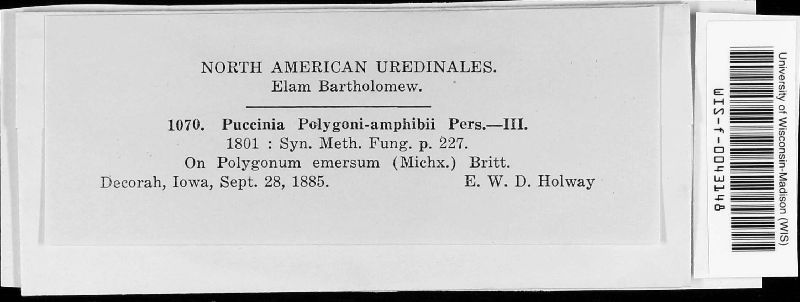 NORTH AMERICAN UREDINALES.
Elam Bartholomew.
1070. Puccinia Polygoni-amphibii Pers.—III.
1801 : Syn. Meth. Fung. p. 227.
On Polygonum emersum (Michx.) Britt.
Decorah, Iowa, Sept. 28, 1885. E. W. D. Holway
University of Wisconsin-Madison (WIS)
WIS-f-0043148